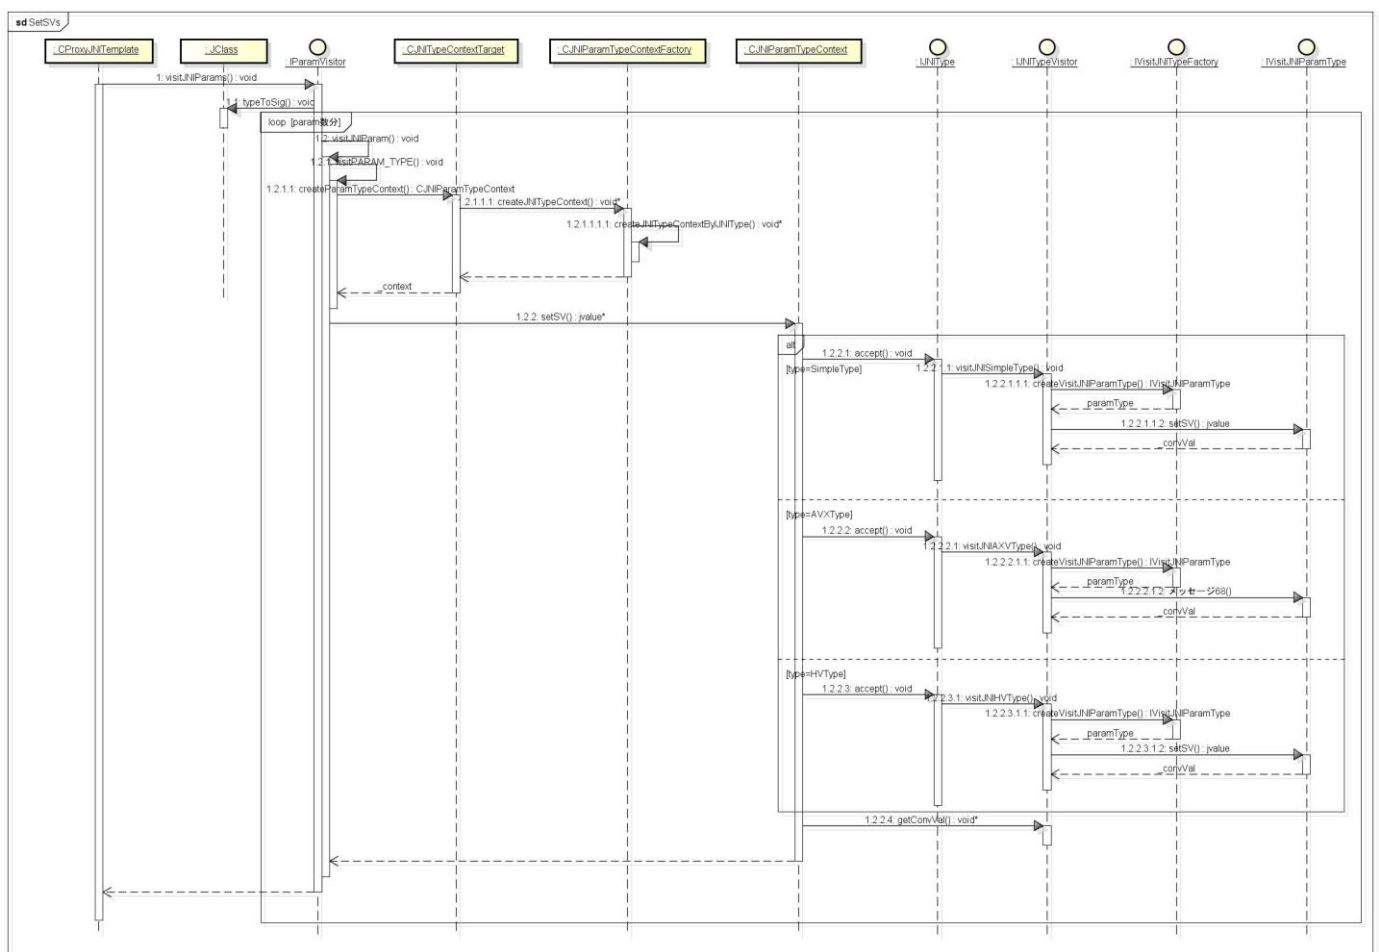 sd SetSVs
: CProxyJNITemplate
: JClass
: IParamVisitor
: CJNITypeContextTarget
: CJNIParamTypeContextFactory
: CJNIParamTypeContext
: IJNIType
: IJNITypeVisitor
: IVisitJNITypeFactory
: IVisitJNIParamType
1: visitJNIParams() : void
1.1: typeToSig() : void
loop [param数分]
1.2: visitJNIParam() : void
1.2.1: visitPARAM_TYPE() : void
1.2.1.1: createParamTypeContext() : CJNIParamTypeContext
1.2.1.1.1: createJNITypeContext() : void*
1.2.1.1.1.1: createJNITypeContextByIJNIType() : void*
_context
1.2.2: setSV() : jvalue*
alt
1.2.2.1: accept() : void
[type=SimpleType]
1.2.2.1.1: visitJNISimpleType() : void
1.2.2.1.1.1: createVisitJNIParamType() : IVisitJNIParamType
paramType
1.2.2.1.1.2: setSV() : jvalue
_convVal
[type=AVXType]
1.2.2.2: accept() : void
1.2.2.2.1: visitJNIAXVType() : void
1.2.2.2.1.1: createVisitJNIParamType() : IVisitJNIParamType
paramType
1.2.2.2.1.2: メッセージ68()
_convVal
[type=HVType]
1.2.2.3: accept() : void
1.2.2.3.1: visitJNIHVType() : void
1.2.2.3.1.1: createVisitJNIParamType() : IVisitJNIParamType
paramType
1.2.2.3.1.2: setSV() : jvalue
_convVal
1.2.2.4: getConvVal() : void*